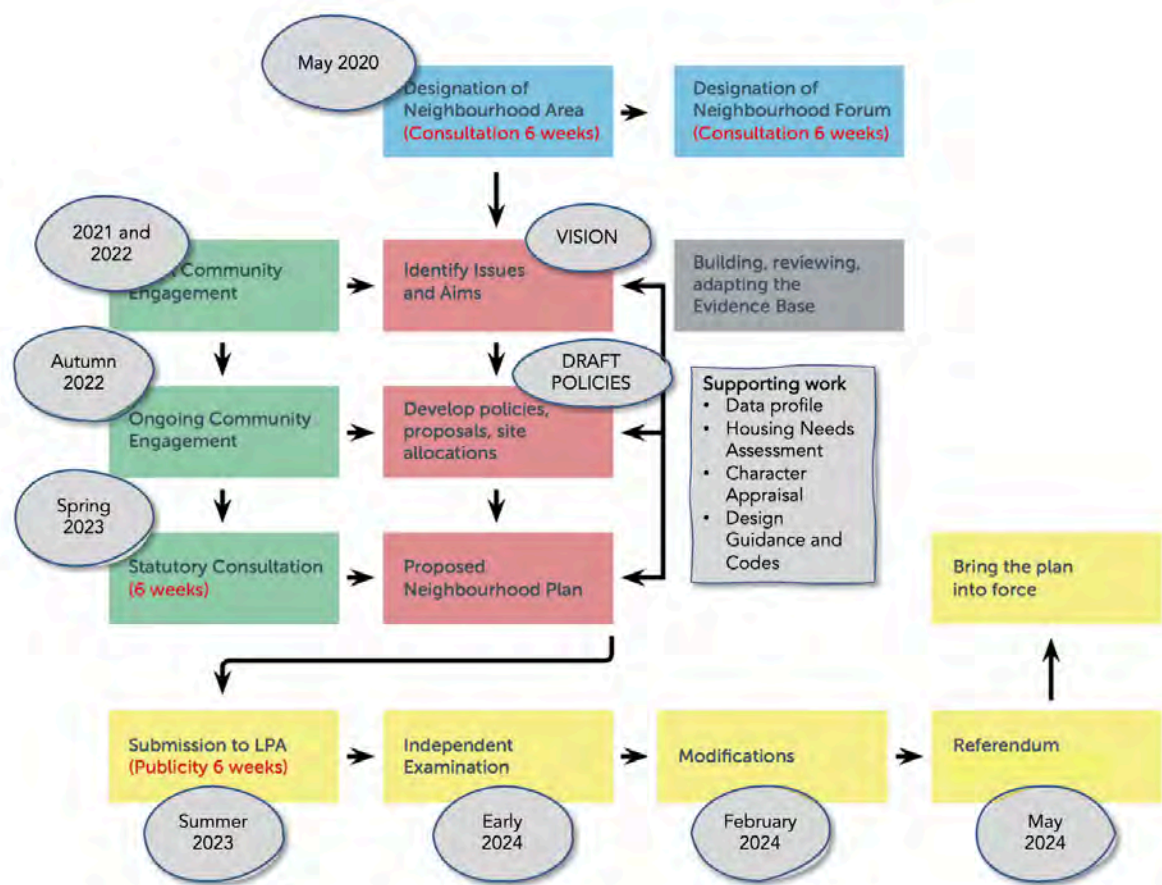 May 2020
Designation of
Neighbourhood Area
(Consultation 6 weeks)
Designation of
Neighbourhood Forum
(Consultation 6 weeks)
2021 and
2022
Community
Engagement
VISION
Identify Issues
and Aims
Building, reviewing,
adapting the
Evidence Base
Autumn
2022
Ongoing Community
Engagement
DRAFT
POLICIES
Develop policies,
proposals, site
allocations
Supporting work
• Data profile
• Housing Needs
Assessment
• Character
Appraisal
• Design
Guidance and
Codes
Spring
2023
Statutory Consultation
(6 weeks)
Proposed
Neighbourhood Plan
Bring the plan
into force
Submission to LPA
(Publicity 6 weeks)
Independent
Examination
Modifications
Referendum
Summer
2023
Early
2024
February
2024
May
2024